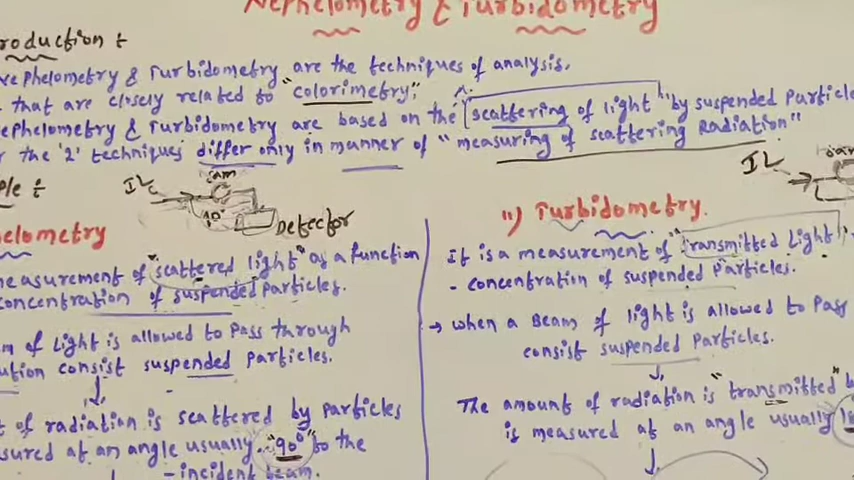 Nephelometry & Turbidometry
roduction :
ephelometry & Turbidometry are the techniques of analysis.
that are closely related to "colorimetry"
ephelometry & Turbidometry are based on the "scattering of light" by suspended Particle
the '2' techniques differ only in manner of "measuring of scattering Radiation"
ple :
IL
sam
90°
Detector
IL
sam
elometry
easurement of "scattered light" as a function
concentration of suspended particles.
m of Light is allowed to Pass through
ution consist suspended particles.
t of radiation is scattered by particles
sured at an angle usually "90°" to the
- incident beam.
ii) Turbidometry.
It is a measurement of "Transmitted Light"
- concentration of suspended particles.
→ when a Beam of light is allowed to Pass
consist suspended Particles.
↓
The amount of radiation is "transmitted" b
is measured at an angle usually
↓